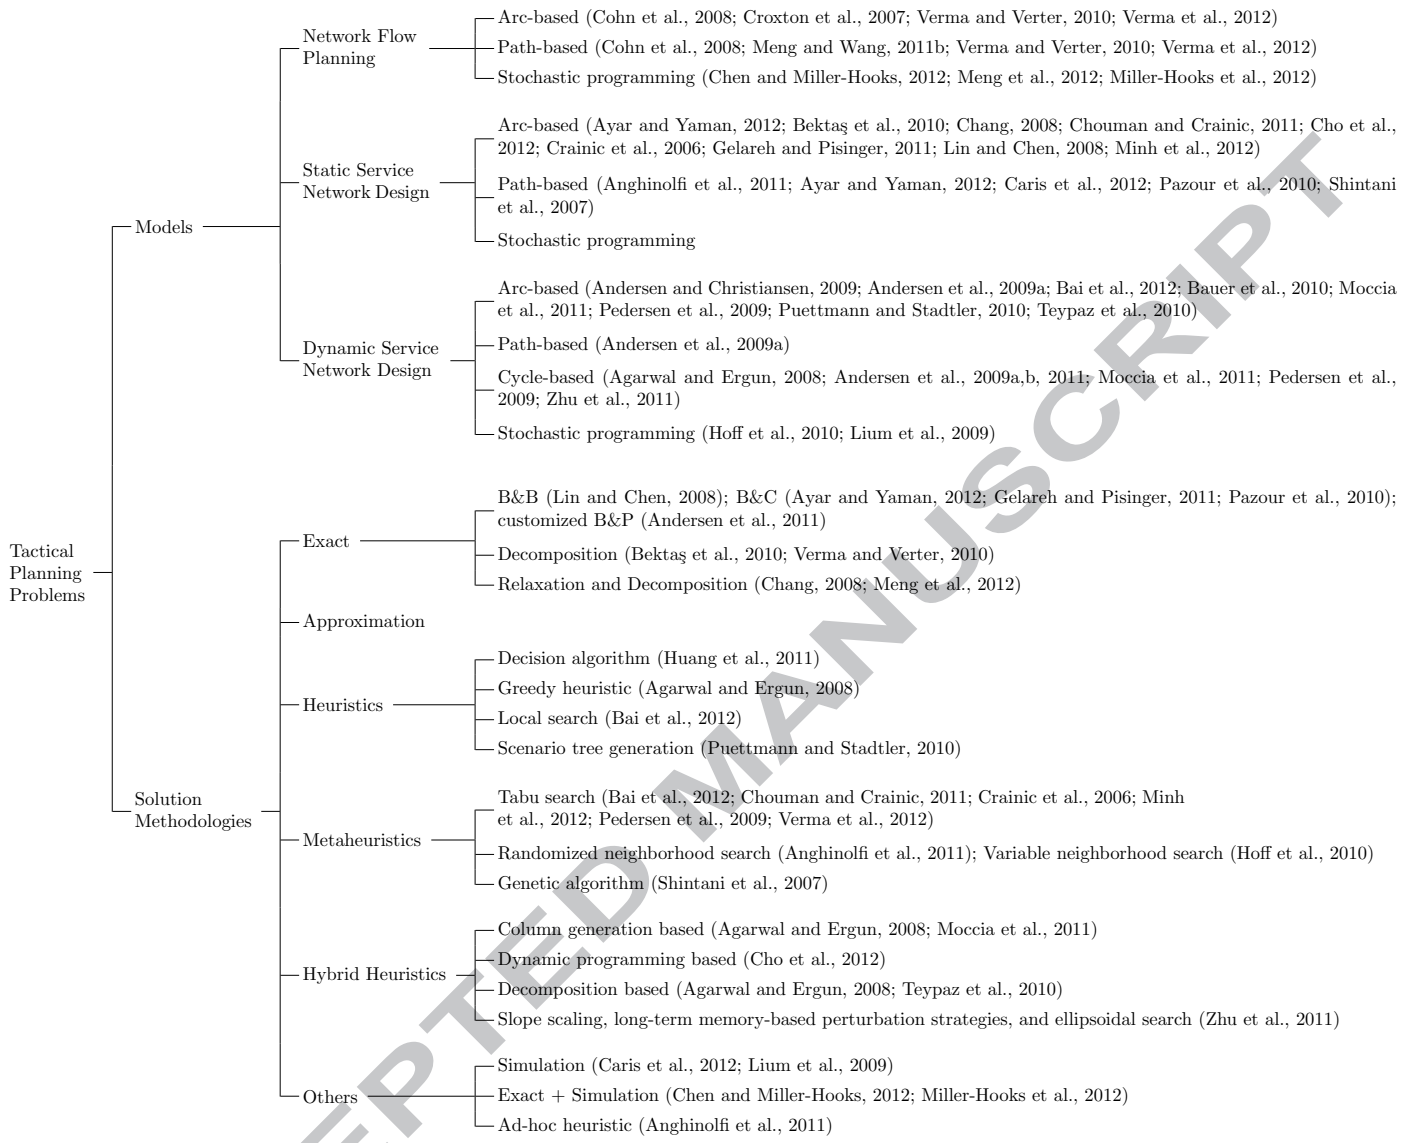 Arc-based (Cohn et al., 2008; Croxton et al., 2007; Verma and Verter, 2010; Verma et al., 2012)
Network Flow
Planning
Path-based (Cohn et al., 2008; Meng and Wang, 2011b; Verma and Verter, 2010; Verma et al., 2012)
Stochastic programming (Chen and Miller-Hooks, 2012; Meng et al., 2012; Miller-Hooks et al., 2012)
Arc-based (Ayar and Yaman, 2012; Bektaş et al., 2010; Chang, 2008; Chouman and Crainic, 2011; Cho et al.,
2012; Crainic et al., 2006; Gelareh and Pisinger, 2011; Lin and Chen, 2008; Minh et al., 2012)
Static Service
Network Design
Path-based (Anghinolfi et al., 2011; Ayar and Yaman, 2012; Caris et al., 2012; Pazour et al., 2010; Shintani
et al., 2007)
Models
Stochastic programming
Arc-based (Andersen and Christiansen, 2009; Andersen et al., 2009a; Bai et al., 2012; Bauer et al., 2010; Moccia
et al., 2011; Pedersen et al., 2009; Puettmann and Stadtler, 2010; Teypaz et al., 2010)
Dynamic Service
Network Design
Path-based (Andersen et al., 2009a)
Cycle-based (Agarwal and Ergun, 2008; Andersen et al., 2009a,b, 2011; Moccia et al., 2011; Pedersen et al.,
2009; Zhu et al., 2011)
Stochastic programming (Hoff et al., 2010; Lium et al., 2009)
Tactical
Planning
Problems
B&B (Lin and Chen, 2008); B&C (Ayar and Yaman, 2012; Gelareh and Pisinger, 2011; Pazour et al., 2010);
customized B&P (Andersen et al., 2011)
Exact
Decomposition (Bektaş et al., 2010; Verma and Verter, 2010)
Relaxation and Decomposition (Chang, 2008; Meng et al., 2012)
Approximation
Decision algorithm (Huang et al., 2011)
Greedy heuristic (Agarwal and Ergun, 2008)
Heuristics
Local search (Bai et al., 2012)
Scenario tree generation (Puettmann and Stadtler, 2010)
Solution
Methodologies
Tabu search (Bai et al., 2012; Chouman and Crainic, 2011; Crainic et al., 2006; Minh
et al., 2012; Pedersen et al., 2009; Verma et al., 2012)
Metaheuristics
Randomized neighborhood search (Anghinolfi et al., 2011); Variable neighborhood search (Hoff et al., 2010)
Genetic algorithm (Shintani et al., 2007)
Column generation based (Agarwal and Ergun, 2008; Moccia et al., 2011)
Dynamic programming based (Cho et al., 2012)
Hybrid Heuristics
Decomposition based (Agarwal and Ergun, 2008; Teypaz et al., 2010)
Slope scaling, long-term memory-based perturbation strategies, and ellipsoidal search (Zhu et al., 2011)
Simulation (Caris et al., 2012; Lium et al., 2009)
Others
Exact + Simulation (Chen and Miller-Hooks, 2012; Miller-Hooks et al., 2012)
Ad-hoc heuristic (Anghinolfi et al., 2011)
EPTED MANUSCRIPT